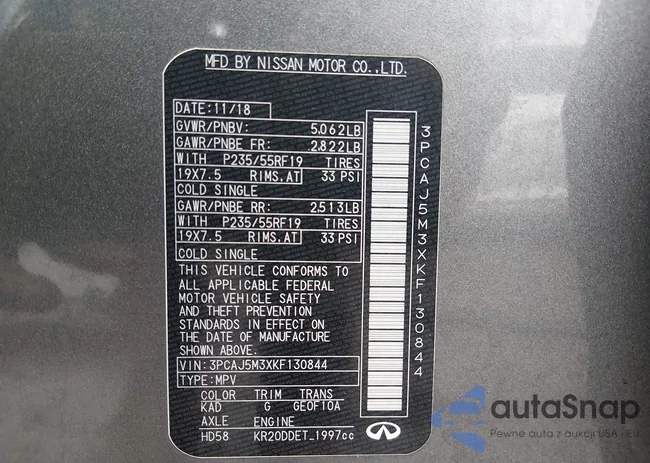 MFD BY NISSAN MOTOR CO.,LTD.
DATE:11/18
GVWR/PNBV: 5,062LB
GAWR/PNBE FR: 2,822LB
WITH P235/55RF19 TIRES
19X7.5 RIMS,AT 33 PSI
COLD SINGLE
GAWR/PNBE RR: 2,513LB
WITH P235/55RF19 TIRES
19X7.5 RIMS,AT 33 PSI
COLD SINGLE
THIS VEHICLE CONFORMS TO
ALL APPLICABLE FEDERAL
MOTOR VEHICLE SAFETY
AND THEFT PREVENTION
STANDARDS IN EFFECT ON
THE DATE OF MANUFACTURE
SHOWN ABOVE.
VIN:3PCAJ5M3XKF130844
TYPE:MPV
COLOR TRIM TRANS
KAD G GE0F10A
AXLE ENGINE
HD58 KR20DDET_1997cc
3PCAJ5M3XKF130844
autaSnap
Pewne auta z aukcji USA i EU